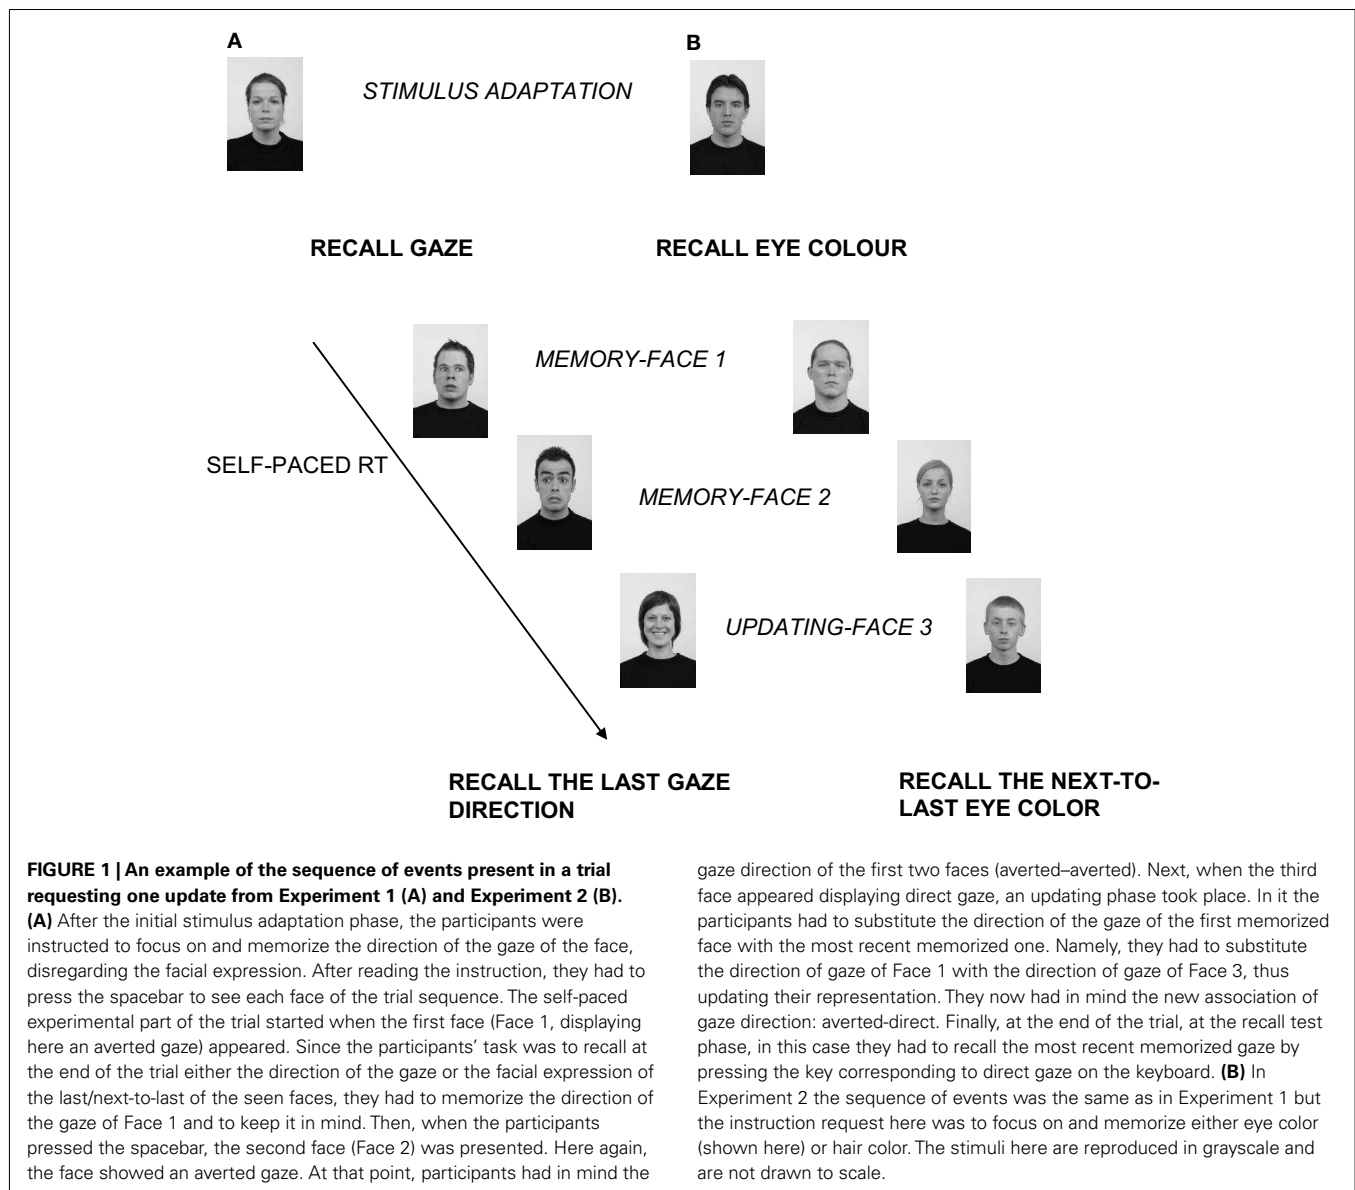 A
B
STIMULUS ADAPTATION
RECALL GAZE
RECALL EYE COLOUR
MEMORY-FACE 1
SELF-PACED RT
MEMORY-FACE 2
UPDATING-FACE 3
RECALL THE LAST GAZE
DIRECTION
RECALL THE NEXT-TO-
LAST EYE COLOR
FIGURE 1 | An example of the sequence of events present in a trial
requesting one update from Experiment 1 (A) and Experiment 2 (B).
(A) After the initial stimulus adaptation phase, the participants were
instructed to focus on and memorize the direction of the gaze of the face,
disregarding the facial expression. After reading the instruction, they had to
press the spacebar to see each face of the trial sequence. The self-paced
experimental part of the trial started when the first face (Face 1, displaying
here an averted gaze) appeared. Since the participants' task was to recall at
the end of the trial either the direction of the gaze or the facial expression of
the last/next-to-last of the seen faces, they had to memorize the direction of
the gaze of Face 1 and to keep it in mind. Then, when the participants
pressed the spacebar, the second face (Face 2) was presented. Here again,
the face showed an averted gaze. At that point, participants had in mind the
gaze direction of the first two faces (averted–averted). Next, when the third
face appeared displaying direct gaze, an updating phase took place. In it the
participants had to substitute the direction of the gaze of the first memorized
face with the most recent memorized one. Namely, they had to substitute
the direction of gaze of Face 1 with the direction of gaze of Face 3, thus
updating their representation. They now had in mind the new association of
gaze direction: averted-direct. Finally, at the end of the trial, at the recall test
phase, in this case they had to recall the most recent memorized gaze by
pressing the key corresponding to direct gaze on the keyboard. (B) In
Experiment 2 the sequence of events was the same as in Experiment 1 but
the instruction request here was to focus on and memorize either eye color
(shown here) or hair color. The stimuli here are reproduced in grayscale and
are not drawn to scale.